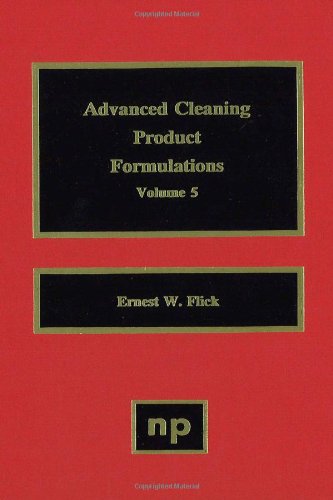 Advanced Cleaning
Product
Formulations
Volume 5
Ernest W. Flick
np